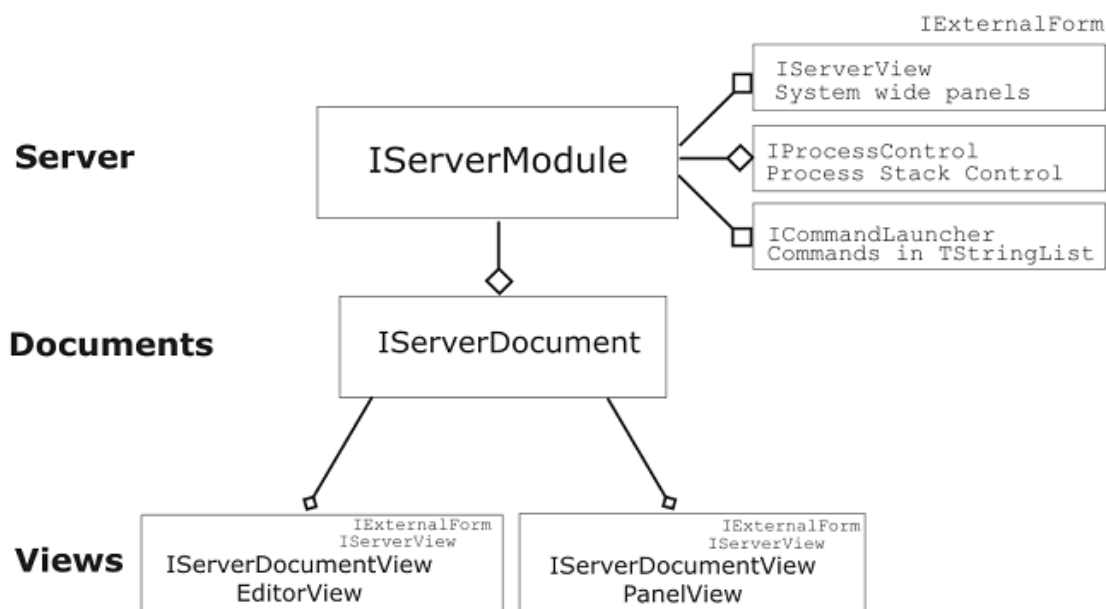 IExternalForm
IServerView
System wide panels
Server
IServerModule
IProcessControl
Process Stack Control
ICommandLauncher
Commands in TStringList
Documents
IServerDocument
Views
IExternalForm
IServerView
IServerDocumentView
EditorView
IExternalForm
IServerView
IServerDocumentView
PanelView